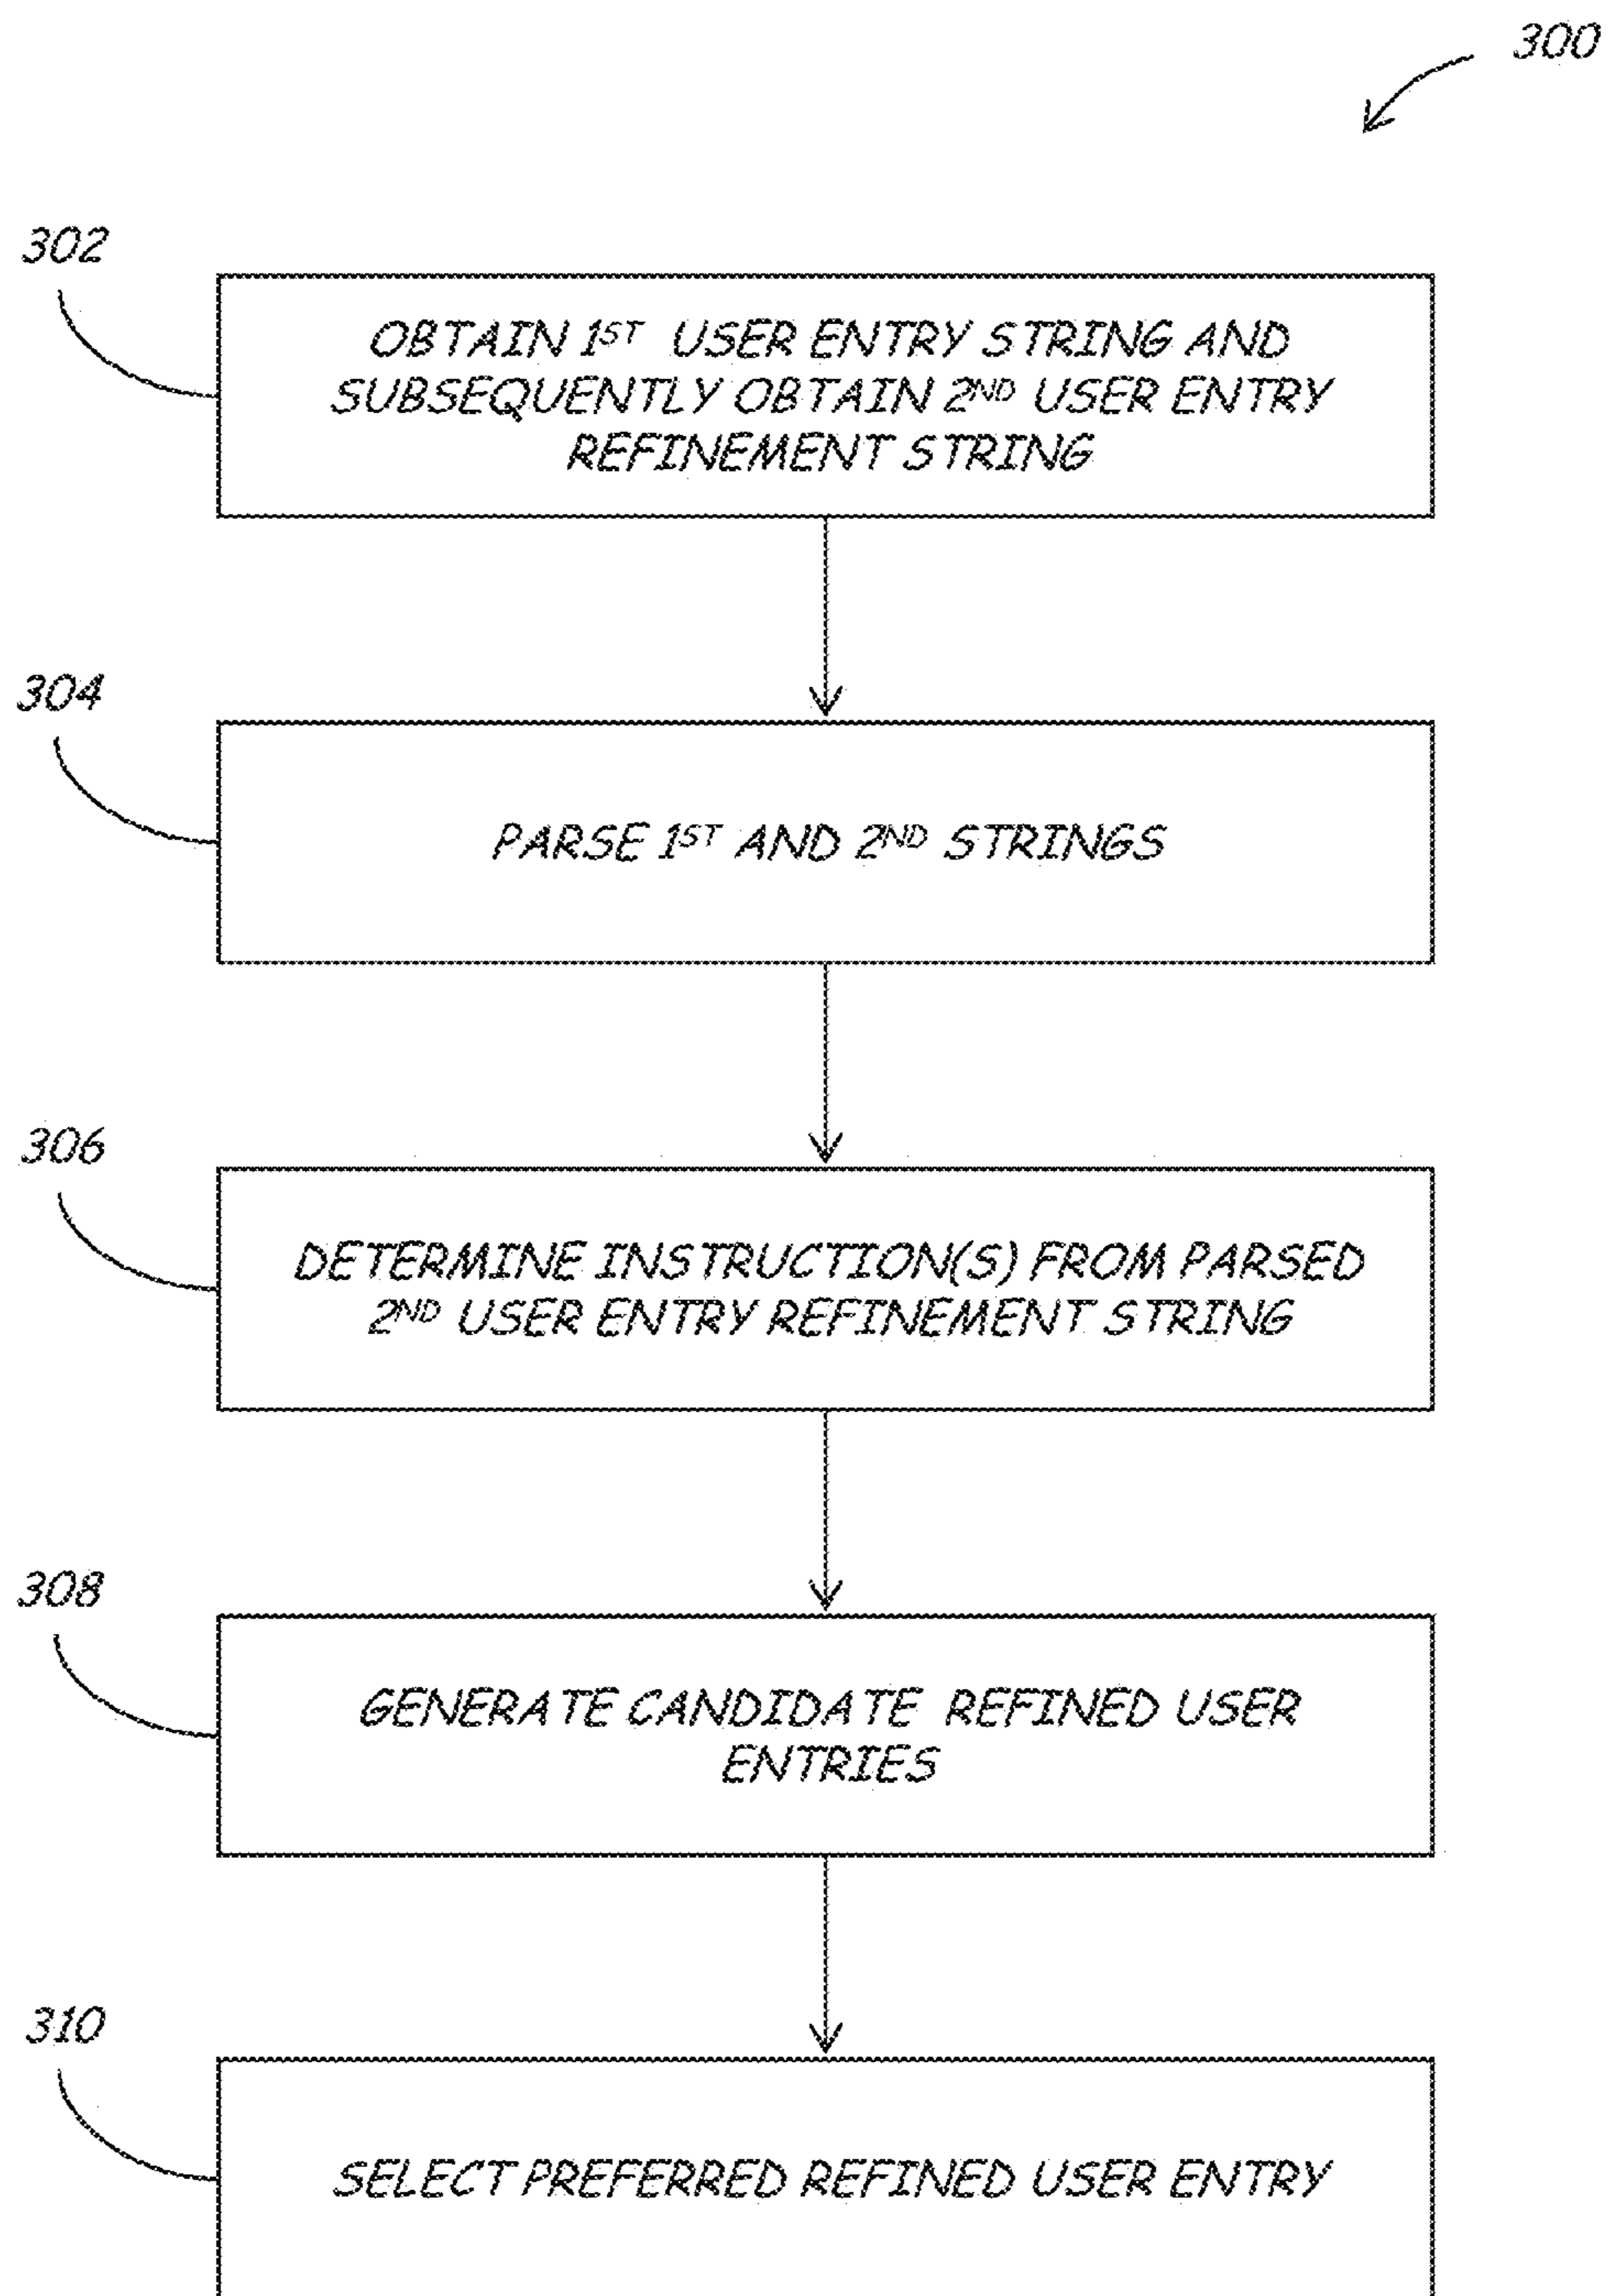 300
302
OBTAIN 1ST USER ENTRY STRING AND
SUBSEQUENTLY OBTAIN 2ND USER ENTRY
REFINEMENT STRING
304
PARSE 1ST AND 2ND STRINGS
306
DETERMINE INSTRUCTION(S) FROM PARSED
2ND USER ENTRY REFINEMENT STRING
308
GENERATE CANDIDATE REFINED USER
ENTRIES
310
SELECT PREFERRED REFINED USER ENTRY